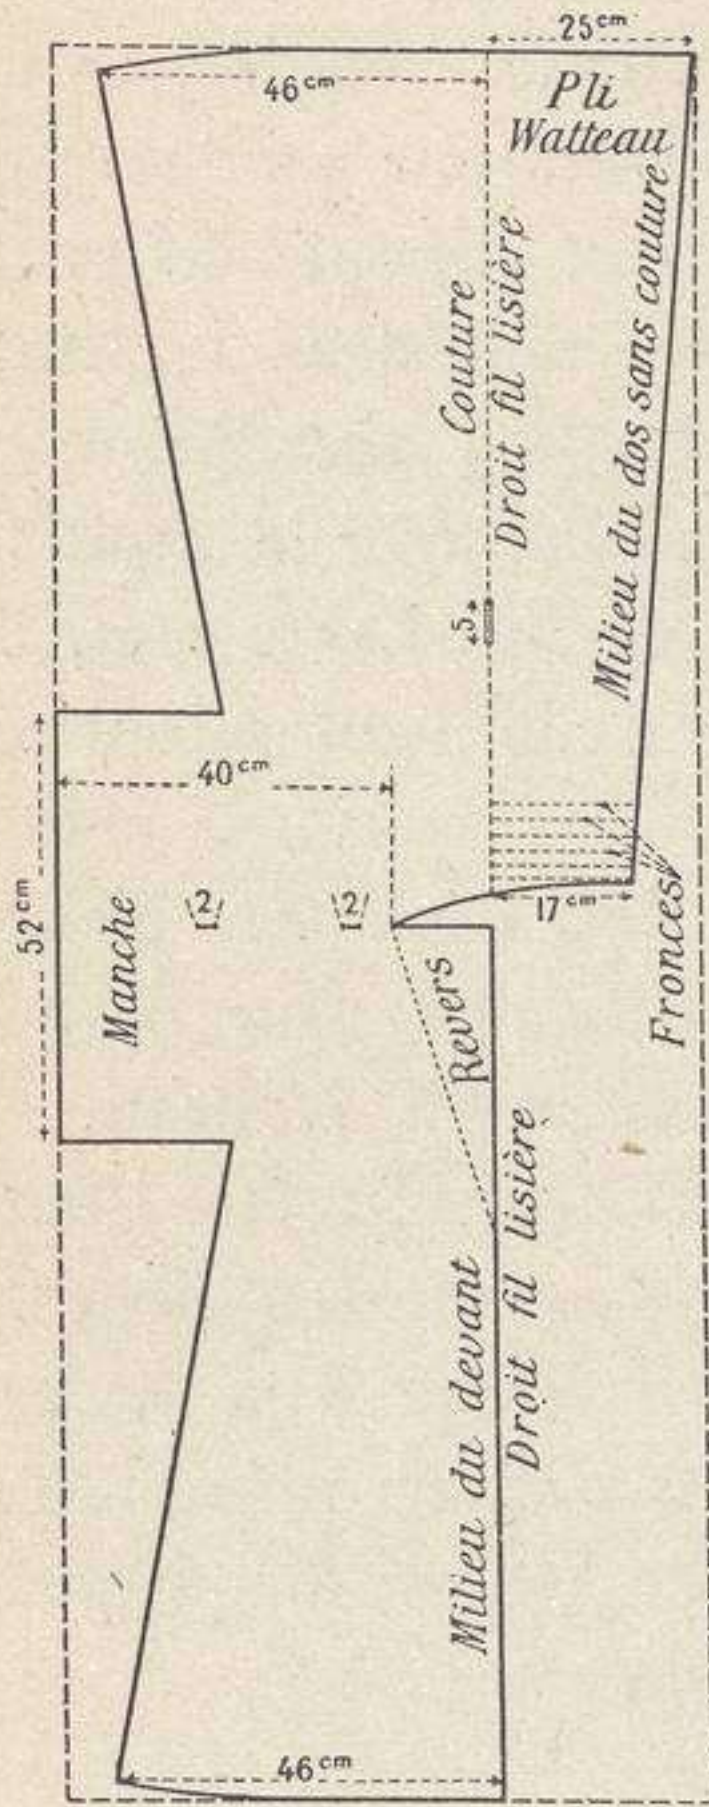 25cm
46cm
Pli
Watteau
Couture
Droit fil lisière
Milieu du dos sans couture
5
40cm
52cm
Manche
2
2
17cm
Revers
Fronces
Milieu du devant
Droit fil lisière
46cm